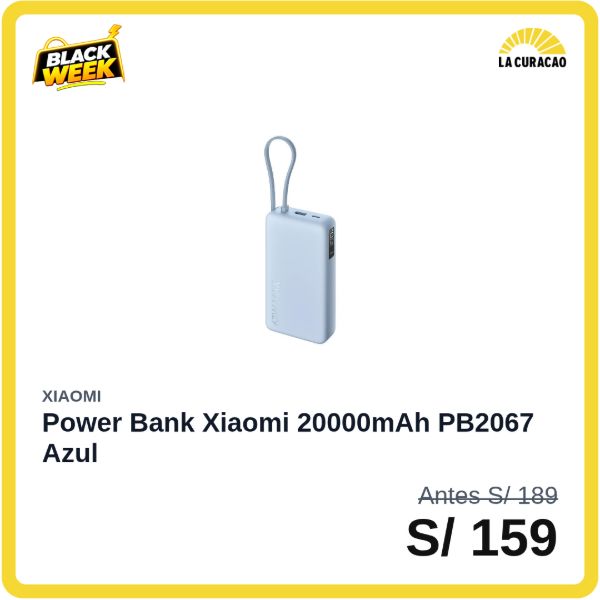 BLACK
WEEK
LA CURACAO
XIAOMI
Power Bank Xiaomi 20000mAh PB2067
Azul
Antes S/ 189
S/ 159